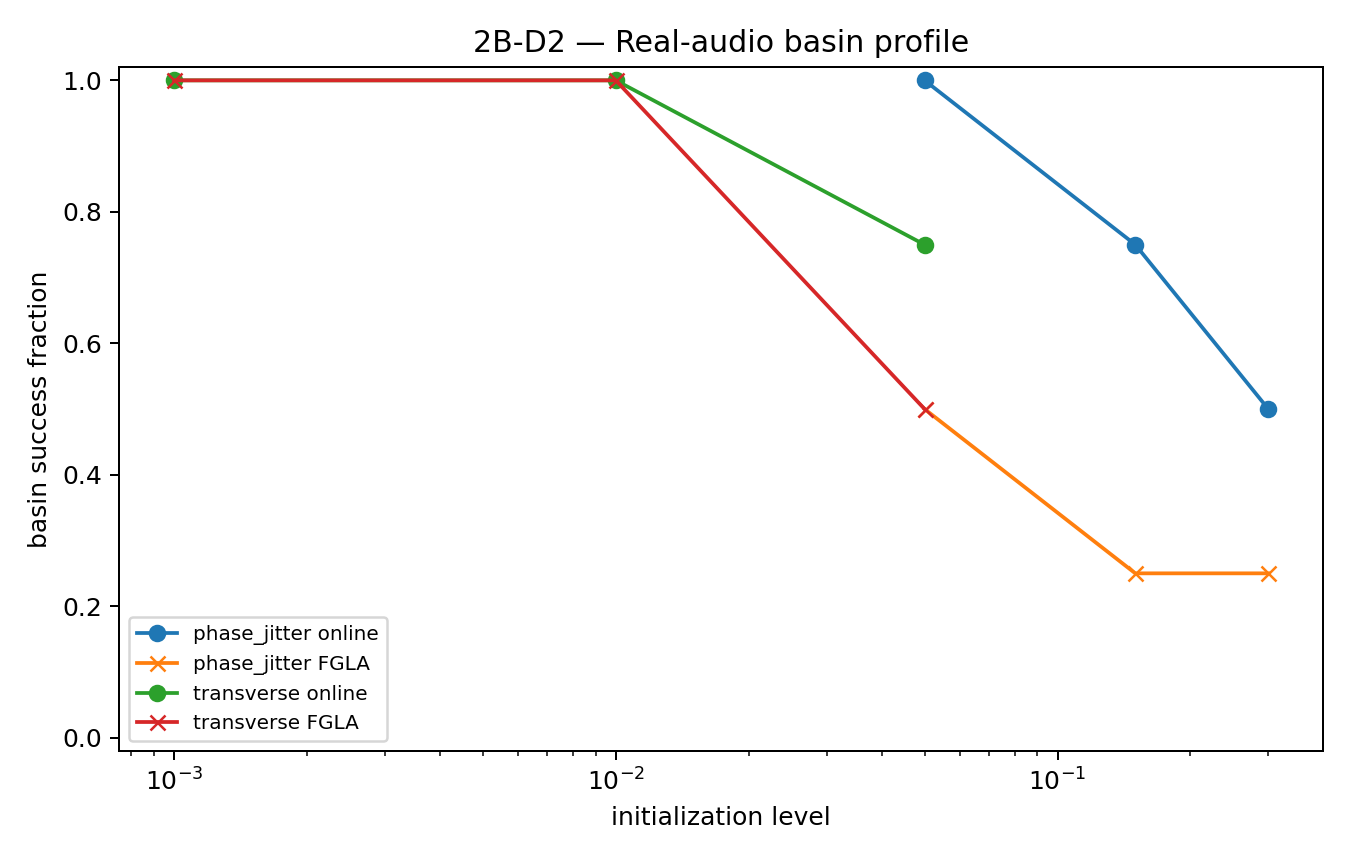 2B-D2 — Real-audio basin profile
basin success fraction
1.0
0.8
0.6
0.4
0.2
0.0
phase_jitter online
phase_jitter FGLA
transverse online
transverse FGLA
10⁻³ 10⁻² 10⁻¹
initialization level